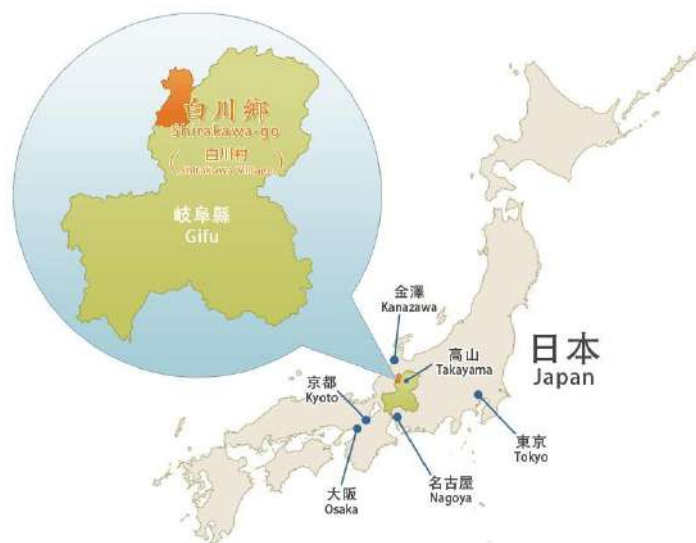 白川鄉
Shirakawa-go
(白川村)
(Shirakawa Village)
岐阜縣
Gifu
金澤
Kanazawa
高山
Takayama
日本
Japan
京都
Kyoto
東京
Tokyo
名古屋
Nagoya
大阪
Osaka